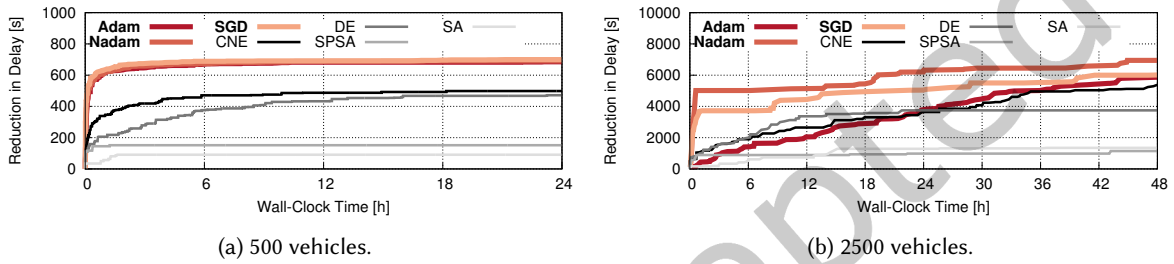 Reduction in Delay [s]
1000
800
600
400
200
0
Adam
Nadam
SGD
CNE
DE
SPSA
SA
0 6 12 18 24
Wall-Clock Time [h]
(a) 500 vehicles.
Reduction in Delay [s]
10000
8000
6000
4000
2000
0
Adam
Nadam
SGD
CNE
DE
SPSA
SA
0 6 12 18 24 30 36 42 48
Wall-Clock Time [h]
(b) 2500 vehicles.